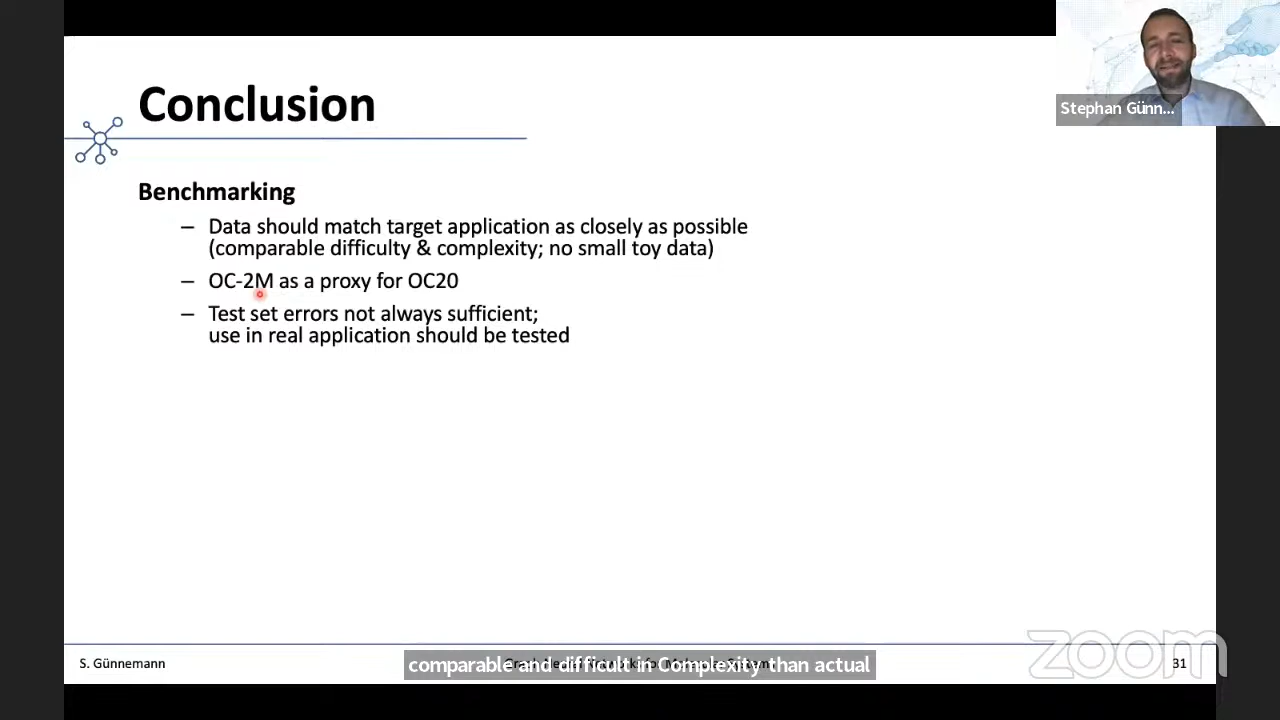 Conclusion
Stephan Günn...
Benchmarking
– Data should match target application as closely as possible
(comparable difficulty & complexity; no small toy data)
– OC-2M as a proxy for OC20
– Test set errors not always sufficient;
use in real application should be tested
zoom
S. Günnemann
comparable and difficult in Complexity than actual
31